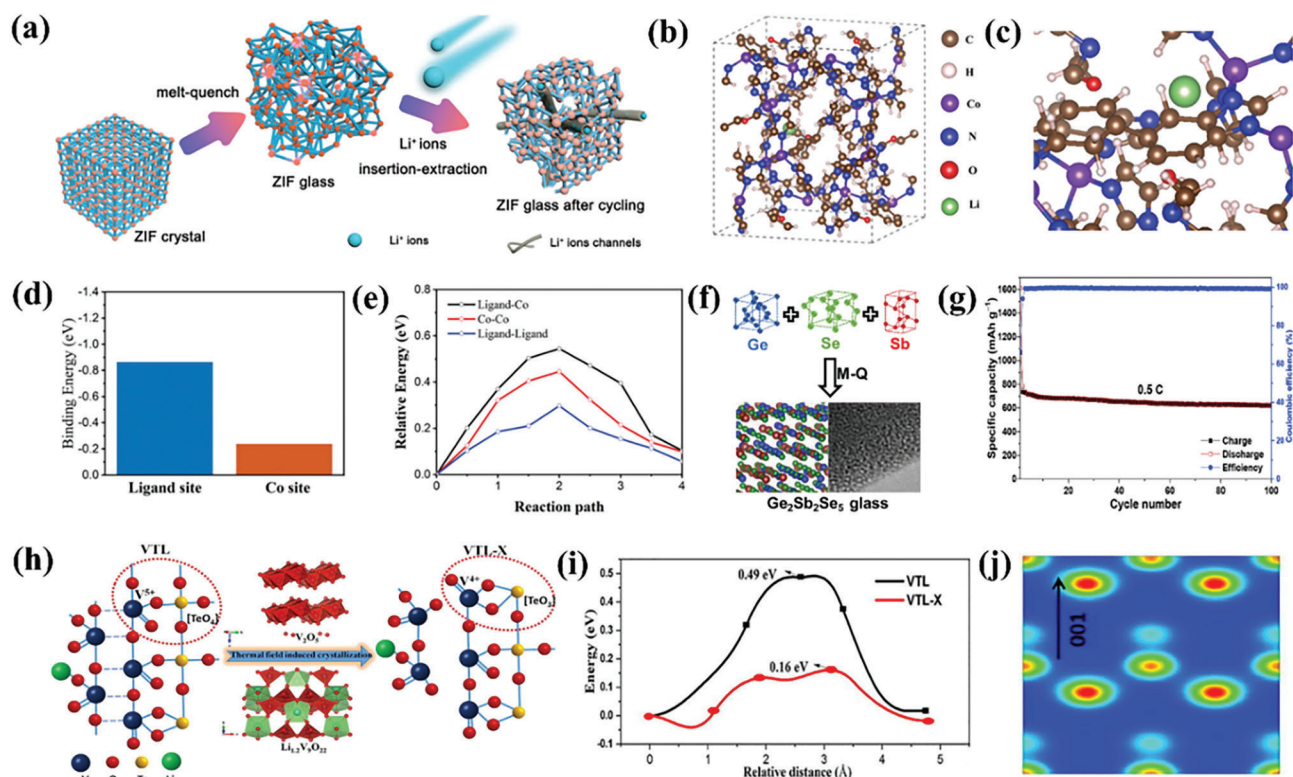 (a)
melt-quench
ZIF crystal
ZIF glass
Li⁺ ions
insertion-extraction
ZIF glass after cycling
Li⁺ ions
Li⁺ ions channels
(b)
C
H
Co
N
O
Li
(c)
(d)
Binding Energy (eV)
-1.4
-1.2
-1.0
-0.8
-0.6
-0.4
-0.2
-0.0
Ligand site
Co site
(e)
Relative Energy (eV)
0.8
0.6
0.4
0.2
0.0
Ligand-Co
Co-Co
Ligand-Ligand
0 1 2 3 4
Reaction path
(f)
Ge
Se
Sb
M-Q
Ge₂Sb₂Se₅ glass
(g)
Specific capacity (mAh g⁻¹)
1600
1400
1200
1000
800
600
400
200
0
0.5 C
Charge
Discharge
Efficiency
20 40 60 80 100
Cycle number
100
80
60
40
20
0
Coulombic efficiency (%)
(h)
VTL
V⁵⁺
[TeO₄]
V₂O₅
Thermal field induced crystallization
VTL-X
V⁴⁺
[TeO₃]
(i)
Energy (eV)
0.5
0.4
0.3
0.2
0.1
0.0
-0.1
0.49 eV
0.16 eV
VTL
VTL-X
0 1 2 3 4 5
Relative distance (Å)
(j)
001